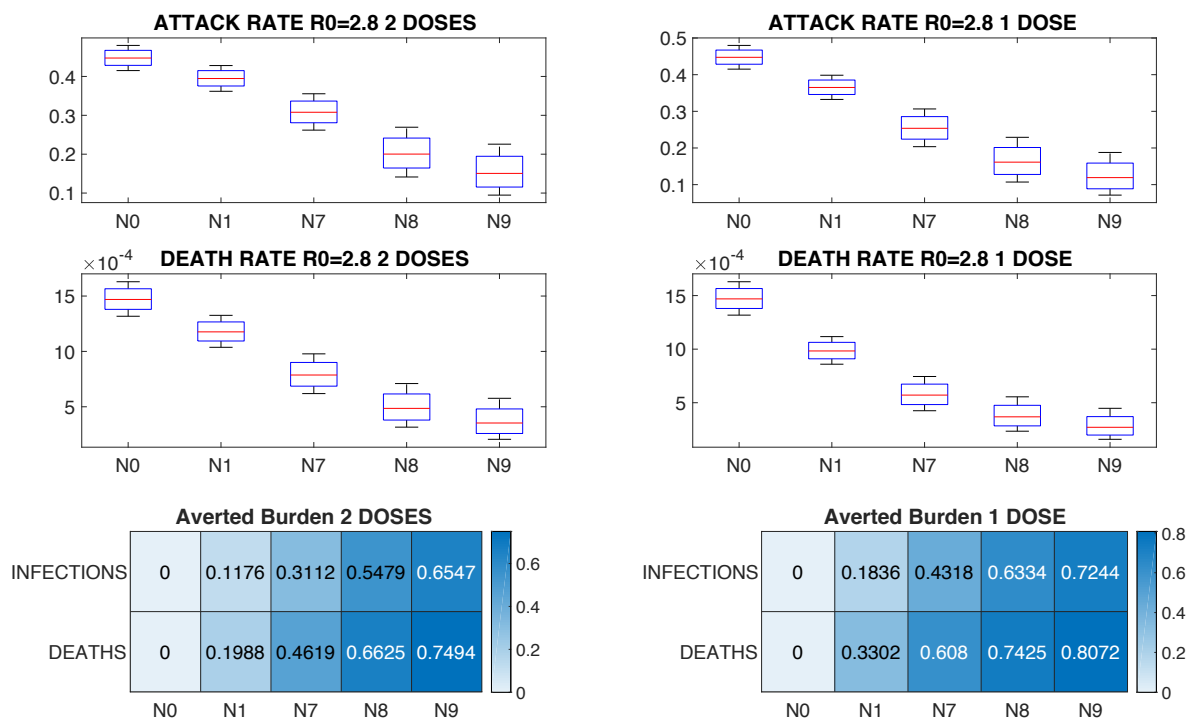 ATTACK RATE R0=2.8 2 DOSES
0.4
0.3
0.2
0.1
N0 N1 N7 N8 N9
ATTACK RATE R0=2.8 1 DOSE
0.5
0.4
0.3
0.2
0.1
N0 N1 N7 N8 N9
×10⁻⁴ DEATH RATE R0=2.8 2 DOSES
15
10
5
N0 N1 N7 N8 N9
×10⁻⁴ DEATH RATE R0=2.8 1 DOSE
15
10
5
N0 N1 N7 N8 N9
Averted Burden 2 DOSES
INFECTIONS 0 0.1176 0.3112 0.5479 0.6547
DEATHS 0 0.1988 0.4619 0.6625 0.7494
N0 N1 N7 N8 N9
0.6
0.4
0.2
0
Averted Burden 1 DOSE
INFECTIONS 0 0.1836 0.4318 0.6334 0.7244
DEATHS 0 0.3302 0.608 0.7425 0.8072
N0 N1 N7 N8 N9
0.8
0.6
0.4
0.2
0